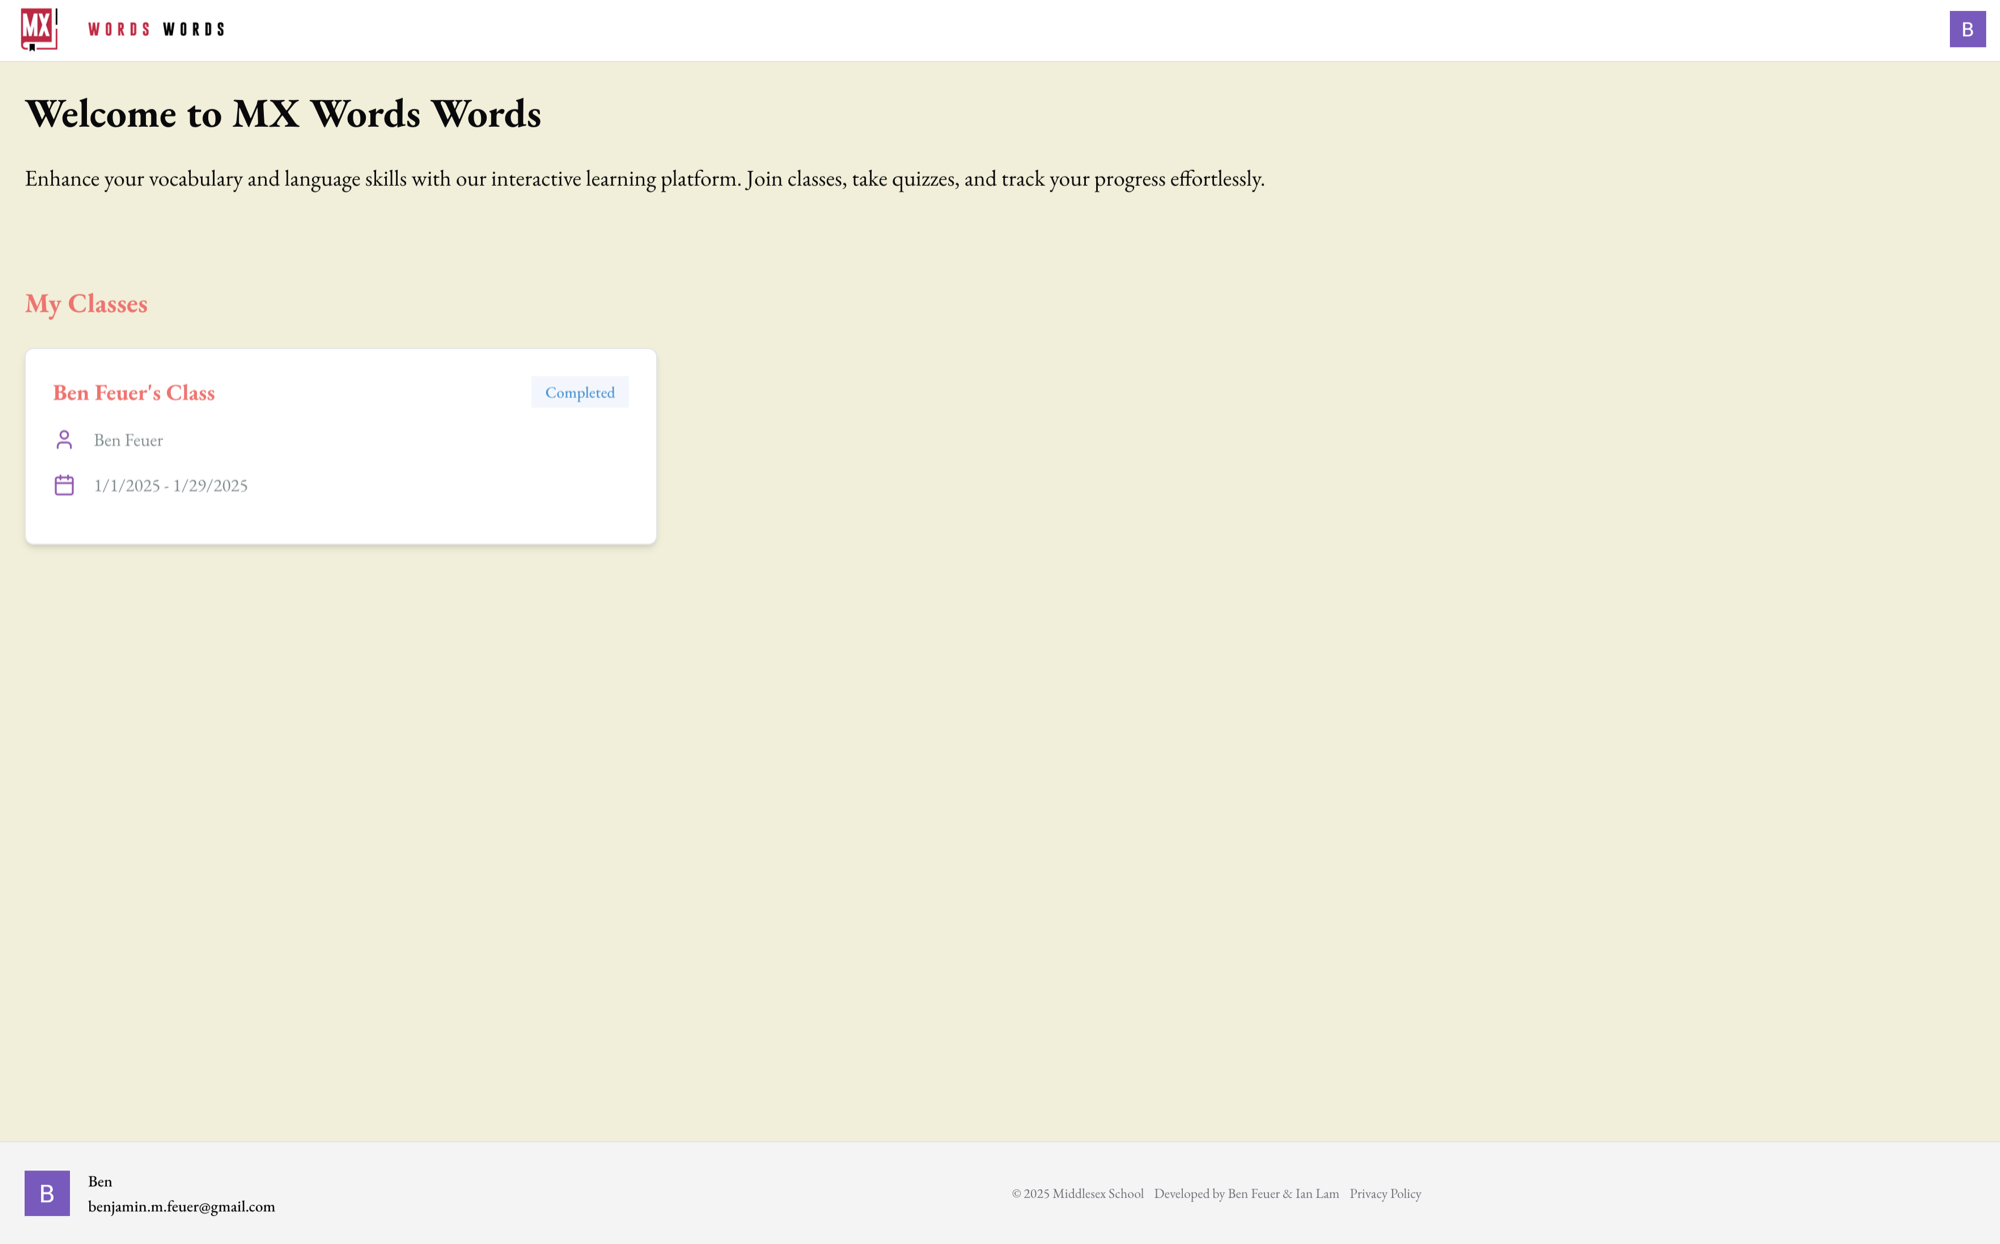 MX WORDS WORDS
B
Welcome to MX Words Words
Enhance your vocabulary and language skills with our interactive learning platform. Join classes, take quizzes, and track your progress effortlessly.
My Classes
Ben Feuer's Class
Completed
Ben Feuer
1/1/2025 - 1/29/2025
B
Ben
benjamin.m.feuer@gmail.com
© 2025 Middlesex School Developed by Ben Feuer & Ian Lam Privacy Policy